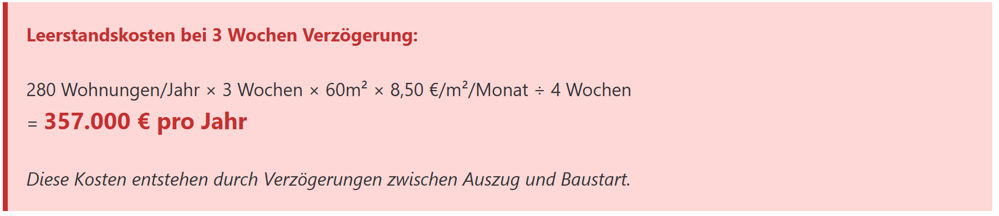 Leerstandskosten bei 3 Wochen Verzögerung:
280 Wohnungen/Jahr × 3 Wochen × 60m² × 8,50 €/m²/Monat ÷ 4 Wochen
= 357.000 € pro Jahr
Diese Kosten entstehen durch Verzögerungen zwischen Auszug und Baustart.